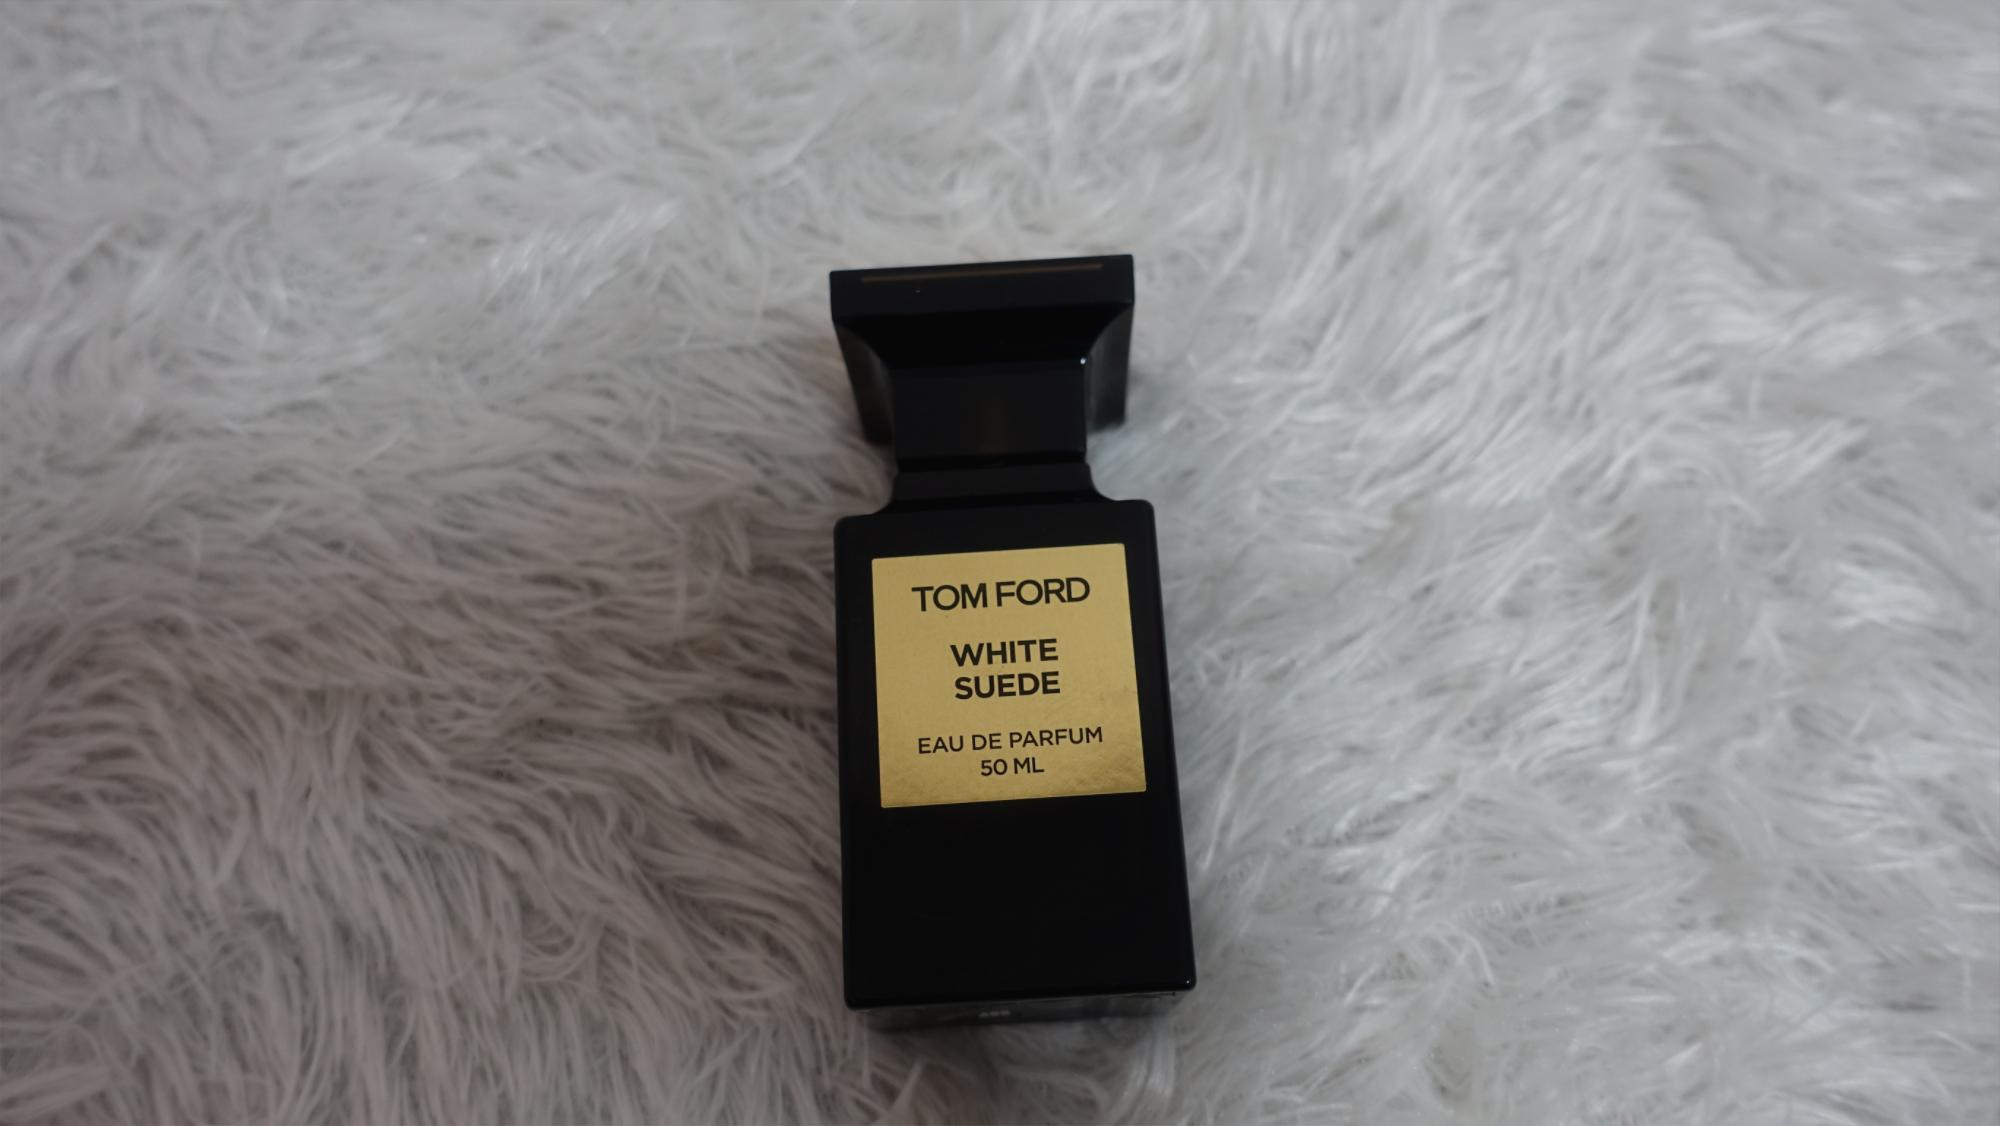 TOM FORD
WHITE
SUEDE
EAU DE PARFUM
50 ML